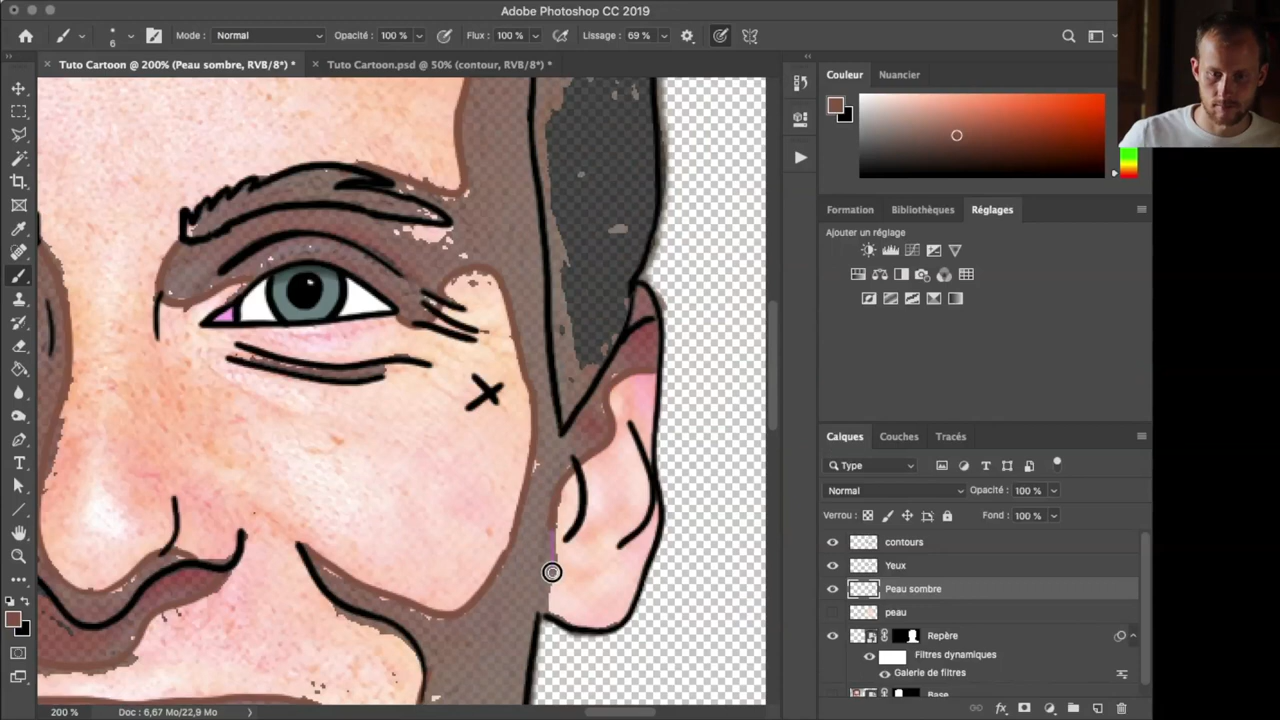 Adobe Photoshop CC 2019
6
Mode : Normal
Opacité : 100 %
Flux : 100 %
Lissage : 69 %
Tuto Cartoon @ 200% (Peau sombre, RVB/8*) *
Tuto Cartoon.psd @ 50% (contour, RVB/8*) *
Couleur
Nuancier
Formation
Bibliothèques
Réglages
Ajouter un réglage
Calques
Couches
Tracés
Type
Normal
Opacité : 100 %
Verrou :
Fond : 100 %
contours
Yeux
Peau sombre
peau
Repère
Filtres dynamiques
Galerie de filtres
Base
200 %
Doc : 6,67 Mo/22,9 Mo